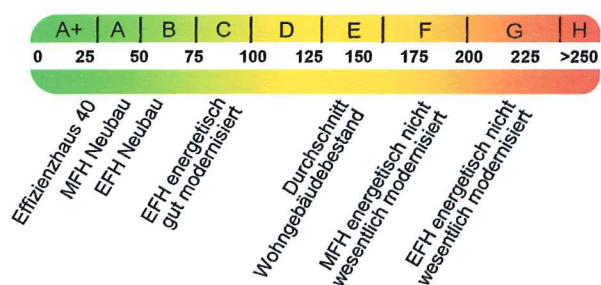 A+ A B C D E F G H
0 25 50 75 100 125 150 175 200 225 >250
Effizienzhaus 40
MFH Neubau
EFH Neubau
EFH energetisch
gut modernisiert
Durchschnitt
Wohngebäudebestand
MFH energetisch nicht
wesentlich modernisiert
EFH energetisch nicht
wesentlich modernisiert